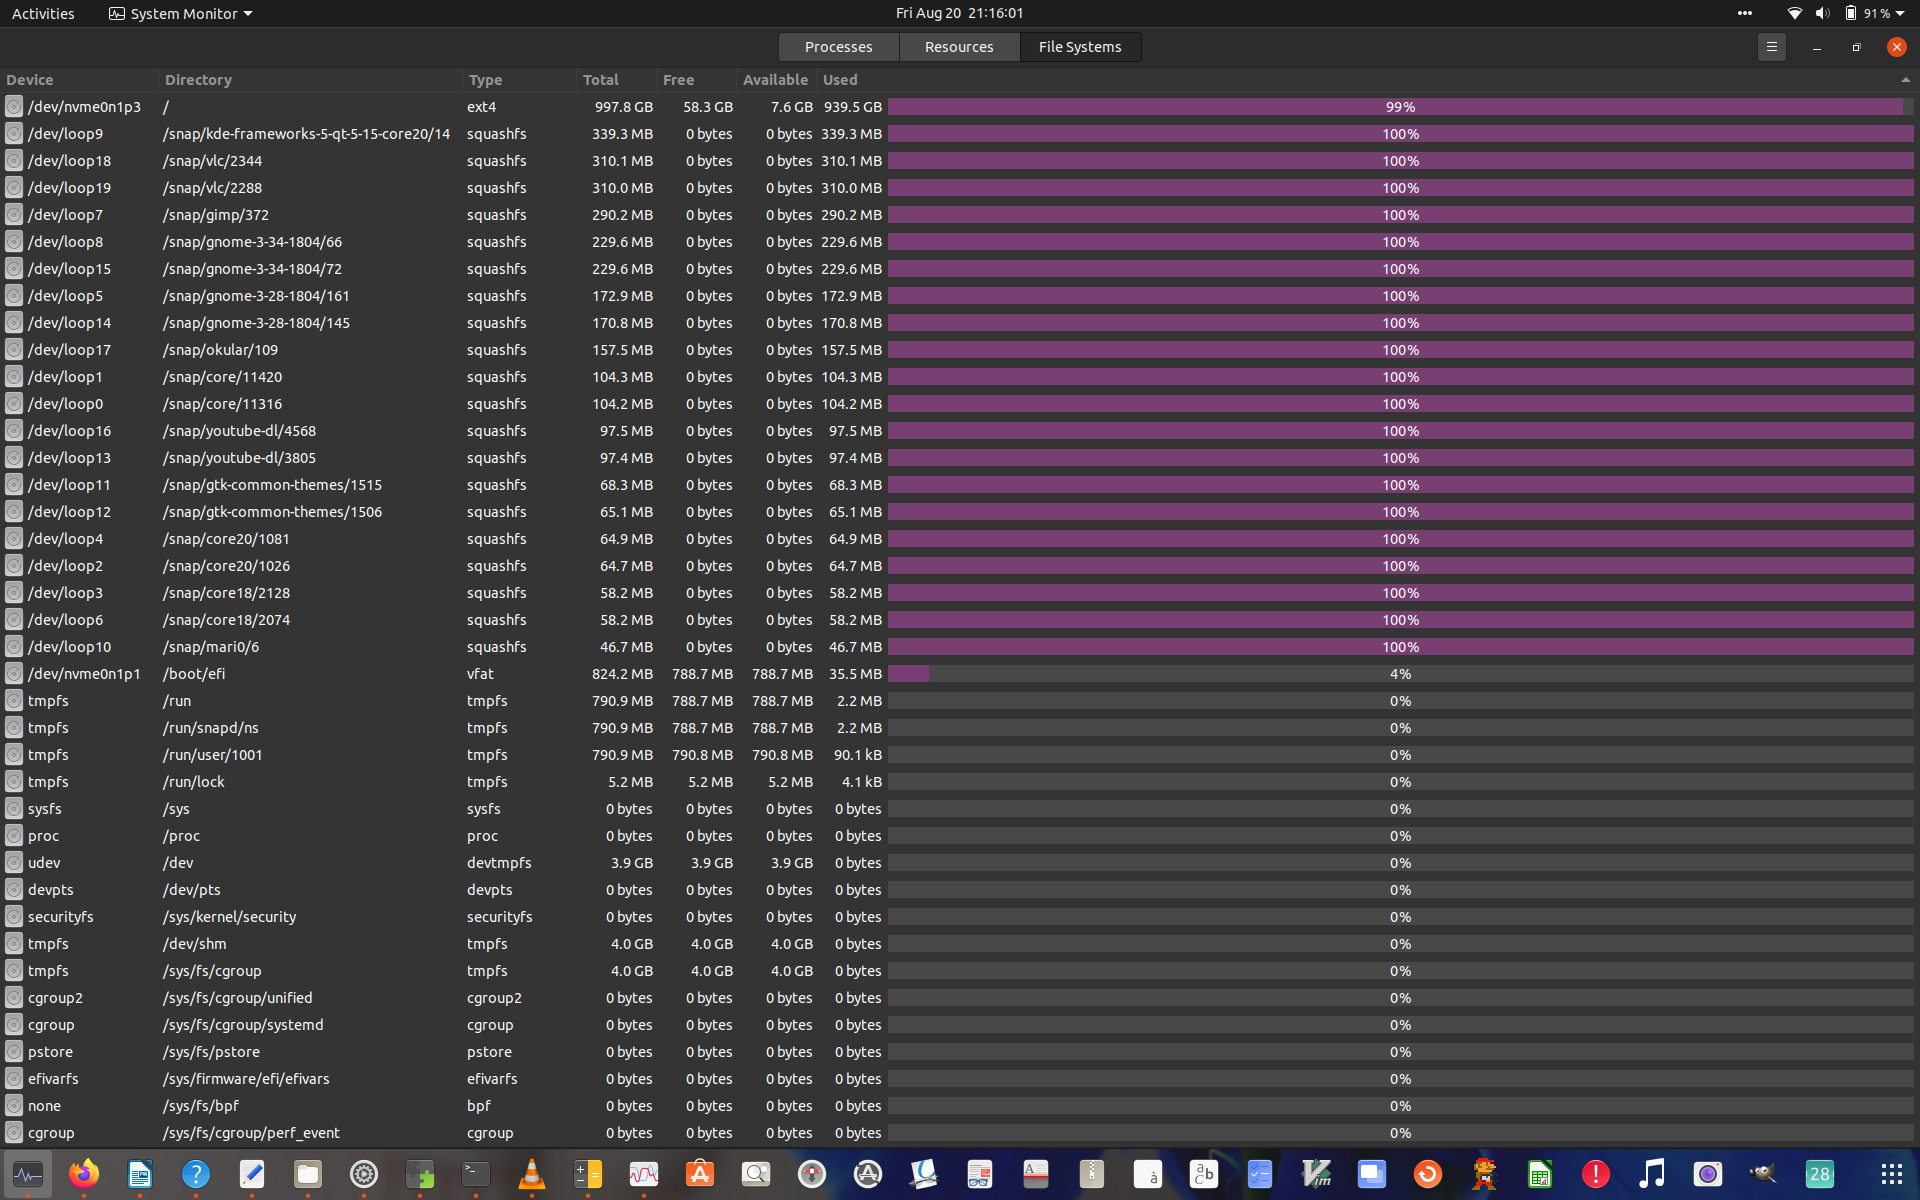 Activities System Monitor Fri Aug 20 21:16:01 91%
Processes Resources File Systems
Device Directory Type Total Free Available Used
/dev/nvme0n1p3 / ext4 997.8 GB 58.3 GB 7.6 GB 939.5 GB 99%
/dev/loop9 /snap/kde-frameworks-5-qt-5-15-core20/14 squashfs 339.3 MB 0 bytes 0 bytes 339.3 MB 100%
/dev/loop18 /snap/vlc/2344 squashfs 310.1 MB 0 bytes 0 bytes 310.1 MB 100%
/dev/loop19 /snap/vlc/2288 squashfs 310.0 MB 0 bytes 0 bytes 310.0 MB 100%
/dev/loop7 /snap/gimp/372 squashfs 290.2 MB 0 bytes 0 bytes 290.2 MB 100%
/dev/loop8 /snap/gnome-3-34-1804/66 squashfs 229.6 MB 0 bytes 0 bytes 229.6 MB 100%
/dev/loop15 /snap/gnome-3-34-1804/72 squashfs 229.6 MB 0 bytes 0 bytes 229.6 MB 100%
/dev/loop5 /snap/gnome-3-28-1804/161 squashfs 172.9 MB 0 bytes 0 bytes 172.9 MB 100%
/dev/loop14 /snap/gnome-3-28-1804/145 squashfs 170.8 MB 0 bytes 0 bytes 170.8 MB 100%
/dev/loop17 /snap/okular/109 squashfs 157.5 MB 0 bytes 0 bytes 157.5 MB 100%
/dev/loop1 /snap/core/11420 squashfs 104.3 MB 0 bytes 0 bytes 104.3 MB 100%
/dev/loop0 /snap/core/11316 squashfs 104.2 MB 0 bytes 0 bytes 104.2 MB 100%
/dev/loop16 /snap/youtube-dl/4568 squashfs 97.5 MB 0 bytes 0 bytes 97.5 MB 100%
/dev/loop13 /snap/youtube-dl/3805 squashfs 97.4 MB 0 bytes 0 bytes 97.4 MB 100%
/dev/loop11 /snap/gtk-common-themes/1515 squashfs 68.3 MB 0 bytes 0 bytes 68.3 MB 100%
/dev/loop12 /snap/gtk-common-themes/1506 squashfs 65.1 MB 0 bytes 0 bytes 65.1 MB 100%
/dev/loop4 /snap/core20/1081 squashfs 64.9 MB 0 bytes 0 bytes 64.9 MB 100%
/dev/loop2 /snap/core20/1026 squashfs 64.7 MB 0 bytes 0 bytes 64.7 MB 100%
/dev/loop3 /snap/core18/2128 squashfs 58.2 MB 0 bytes 0 bytes 58.2 MB 100%
/dev/loop6 /snap/core18/2074 squashfs 58.2 MB 0 bytes 0 bytes 58.2 MB 100%
/dev/loop10 /snap/mari0/6 squashfs 46.7 MB 0 bytes 0 bytes 46.7 MB 100%
/dev/nvme0n1p1 /boot/efi vfat 824.2 MB 788.7 MB 788.7 MB 35.5 MB 4%
tmpfs /run tmpfs 790.9 MB 788.7 MB 788.7 MB 2.2 MB 0%
tmpfs /run/snapd/ns tmpfs 790.9 MB 788.7 MB 788.7 MB 2.2 MB 0%
tmpfs /run/user/1001 tmpfs 790.9 MB 790.8 MB 790.8 MB 90.1 kB 0%
tmpfs /run/lock tmpfs 5.2 MB 5.2 MB 5.2 MB 4.1 kB 0%
sysfs /sys sysfs 0 bytes 0 bytes 0 bytes 0 bytes 0%
proc /proc proc 0 bytes 0 bytes 0 bytes 0 bytes 0%
udev /dev devtmpfs 3.9 GB 3.9 GB 3.9 GB 0 bytes 0%
devpts /dev/pts devpts 0 bytes 0 bytes 0 bytes 0 bytes 0%
securityfs /sys/kernel/security securityfs 0 bytes 0 bytes 0 bytes 0 bytes 0%
tmpfs /dev/shm tmpfs 4.0 GB 4.0 GB 4.0 GB 0 bytes 0%
tmpfs /sys/fs/cgroup tmpfs 4.0 GB 4.0 GB 4.0 GB 0 bytes 0%
cgroup2 /sys/fs/cgroup/unified cgroup2 0 bytes 0 bytes 0 bytes 0 bytes 0%
cgroup /sys/fs/cgroup/systemd cgroup 0 bytes 0 bytes 0 bytes 0 bytes 0%
pstore /sys/fs/pstore pstore 0 bytes 0 bytes 0 bytes 0 bytes 0%
efivarfs /sys/firmware/efi/efivars efivarfs 0 bytes 0 bytes 0 bytes 0 bytes 0%
none /sys/fs/bpf bpf 0 bytes 0 bytes 0 bytes 0 bytes 0%
cgroup /sys/fs/cgroup/perf_event cgroup 0 bytes 0 bytes 0 bytes 0 bytes 0%
? >_ A A à a b c Vim ! 28